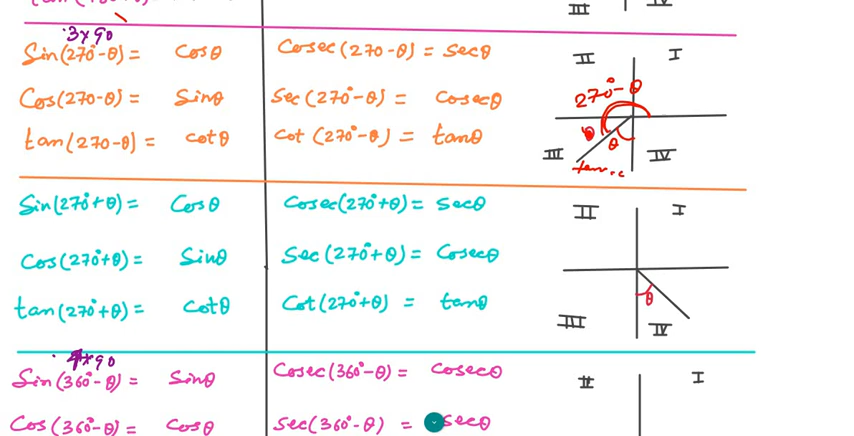 III IV
3×90
Sin(270°-θ) = Cosθ Cosec(270-θ) = Secθ
Cos(270-θ) = Sinθ Sec(270°-θ) = Cosecθ
tan(270-θ) = cotθ Cot(270°-θ) = tanθ
II I
270°-θ
θ θ
III IV
Sin(270°+θ) = Cosθ Cosec(270°+θ) = Secθ
Cos(270°+θ) = Sinθ Sec(270°+θ) = Cosecθ
tan(270°+θ) = Cotθ Cot(270°+θ) = tanθ
II I
θ
III IV
4×90
Sin(360°-θ) = Sinθ Cosec(360°-θ) = Cosecθ
Cos(360°-θ) = Cosθ Sec(360°-θ) = Secθ
II I